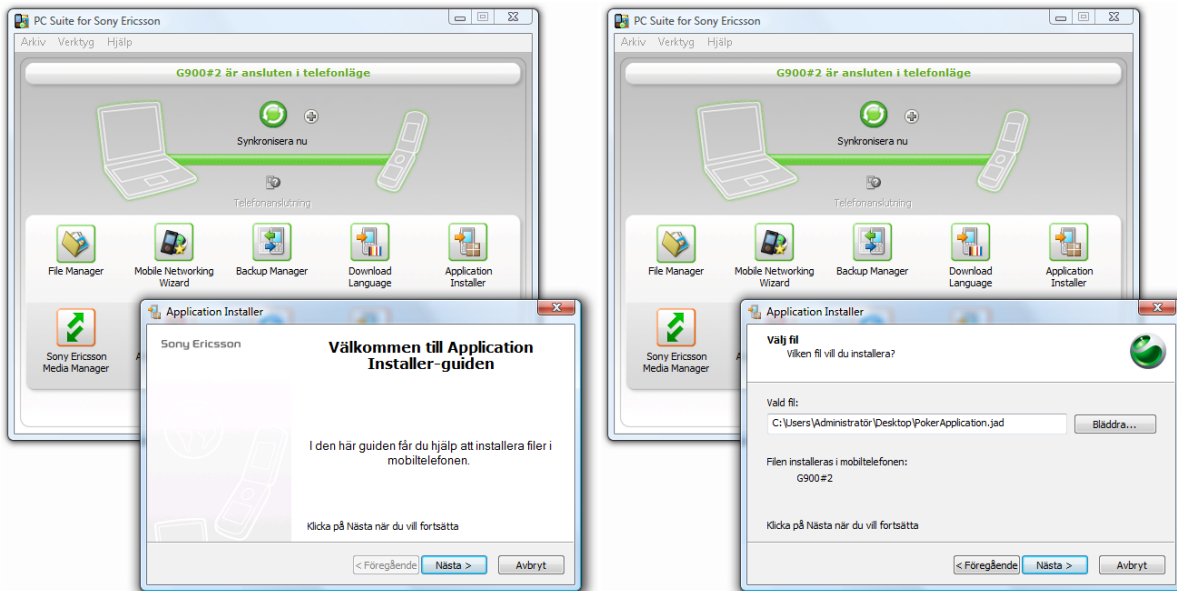 PC Suite for Sony Ericsson
Arkiv Verktyg Hjälp
G900#2 är ansluten i telefonläge
Synkronisera nu
Telefonanslutning
File Manager
Mobile Networking
Wizard
Backup Manager
Download
Language
Application
Installer
Sony Ericsson
Media Manager
A
Application Installer
Sony Ericsson
Välkommen till Application
Installer-guiden
I den här guiden får du hjälp att installera filer i
mobiltelefonen.
Klicka på Nästa när du vill fortsätta
< Föregående Nästa > Avbryt
PC Suite for Sony Ericsson
Arkiv Verktyg Hjälp
G900#2 är ansluten i telefonläge
Synkronisera nu
Telefonanslutning
File Manager
Mobile Networking
Wizard
Backup Manager
Download
Language
Application
Installer
Sony Ericsson
Media Manager
A
Application Installer
Välj fil
Vilken fil vill du installera?
Vald fil:
C:\Users\Administratör\Desktop\PokerApplication.jad
Bläddra...
Filen installeras i mobiltelefonen:
G900#2
Klicka på Nästa när du vill fortsätta
< Föregående Nästa > Avbryt